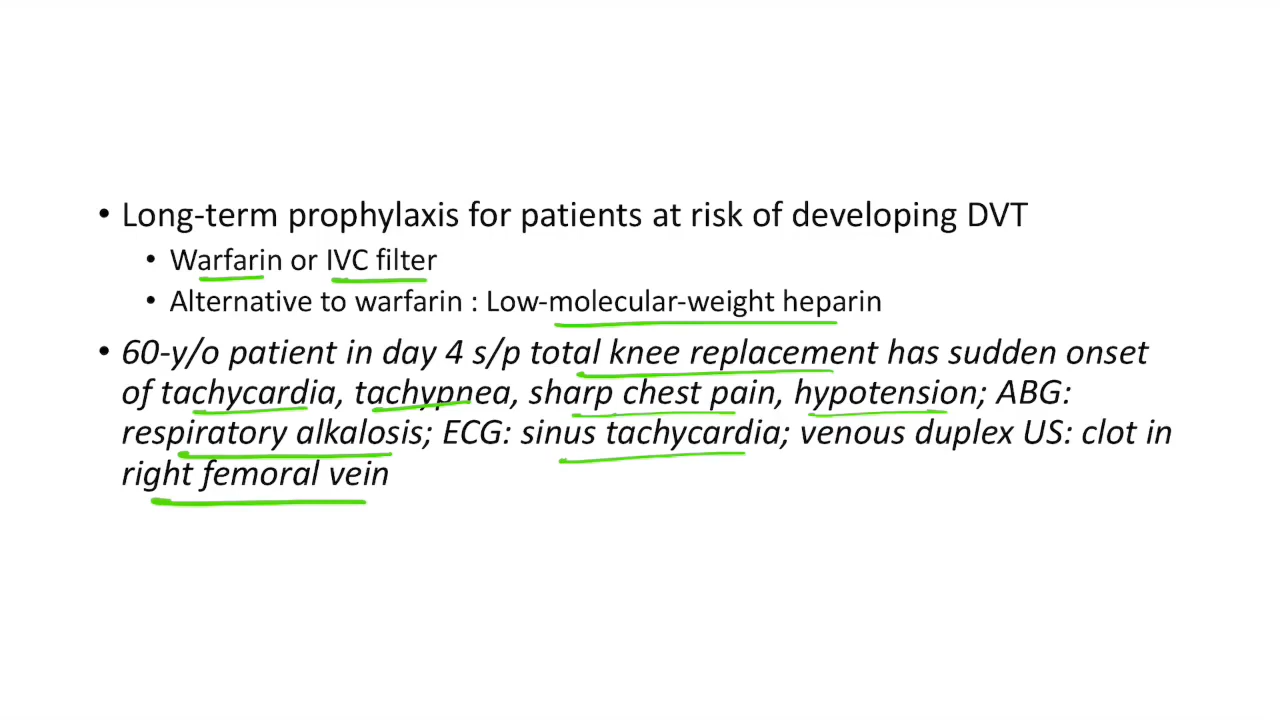 • Long-term prophylaxis for patients at risk of developing DVT
• Warfarin or IVC filter
• Alternative to warfarin : Low-molecular-weight heparin
• 60-y/o patient in day 4 s/p total knee replacement has sudden onset
of tachycardia, tachypnea, sharp chest pain, hypotension; ABG:
respiratory alkalosis; ECG: sinus tachycardia; venous duplex US: clot in
right femoral vein